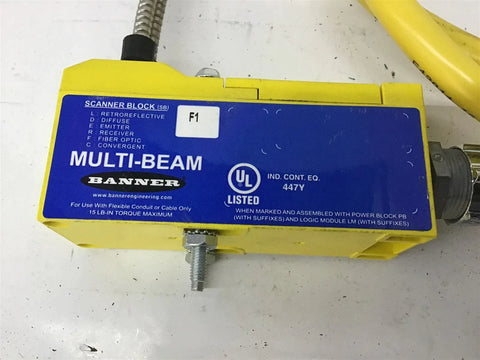 SCANNER BLOCK (SB)
L : RETROREFLECTIVE
D : DIFFUSE
E : EMITTER
R : RECEIVER
F : FIBER OPTIC
C : CONVERGENT
F1
MULTI-BEAM
BANNER
www.bannerengineering.com
For Use With Flexible Conduit or Cable Only
15 LB-IN TORQUE MAXIMUM
UL
LISTED
IND. CONT. EQ.
447Y
WHEN MARKED AND ASSEMBLED WITH POWER BLOCK PB
(WITH SUFFIXES) AND LOGIC MODULE LM (WITH SUFFIXES)